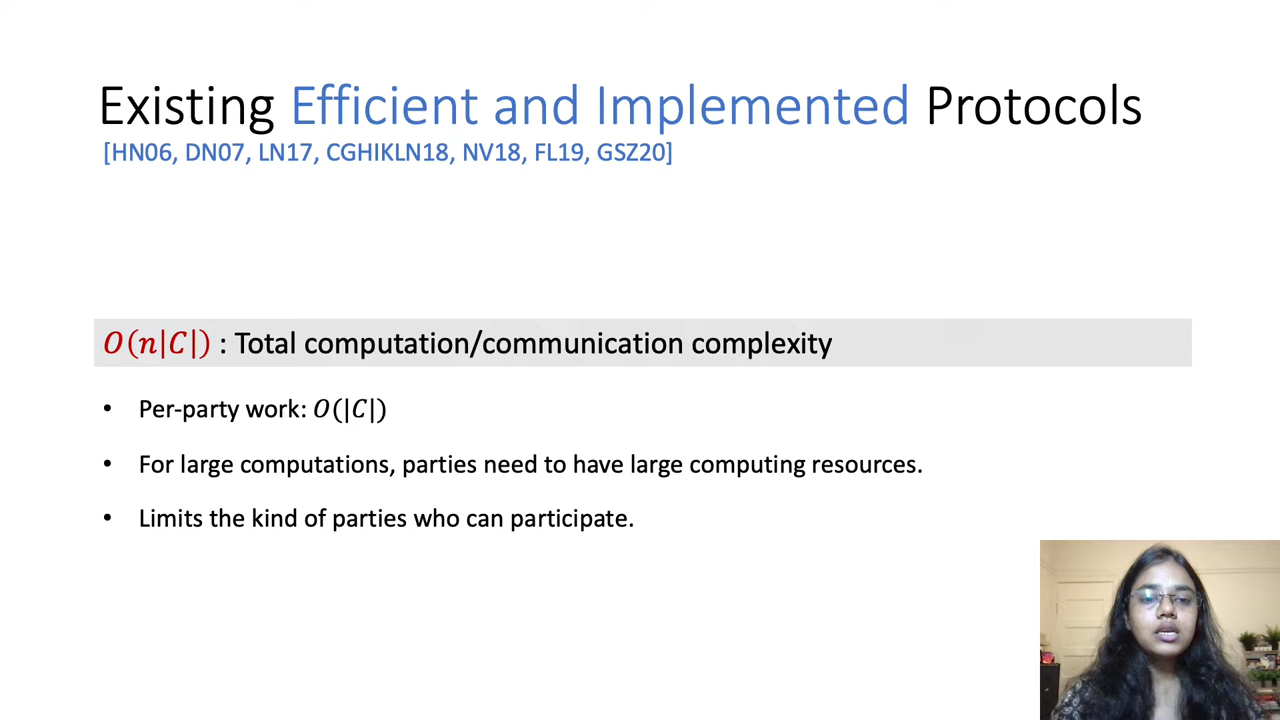 Existing Efficient and Implemented Protocols
[HN06, DN07, LN17, CGHIKLN18, NV18, FL19, GSZ20]
O(n|C|) : Total computation/communication complexity
• Per-party work: O(|C|)
• For large computations, parties need to have large computing resources.
• Limits the kind of parties who can participate.